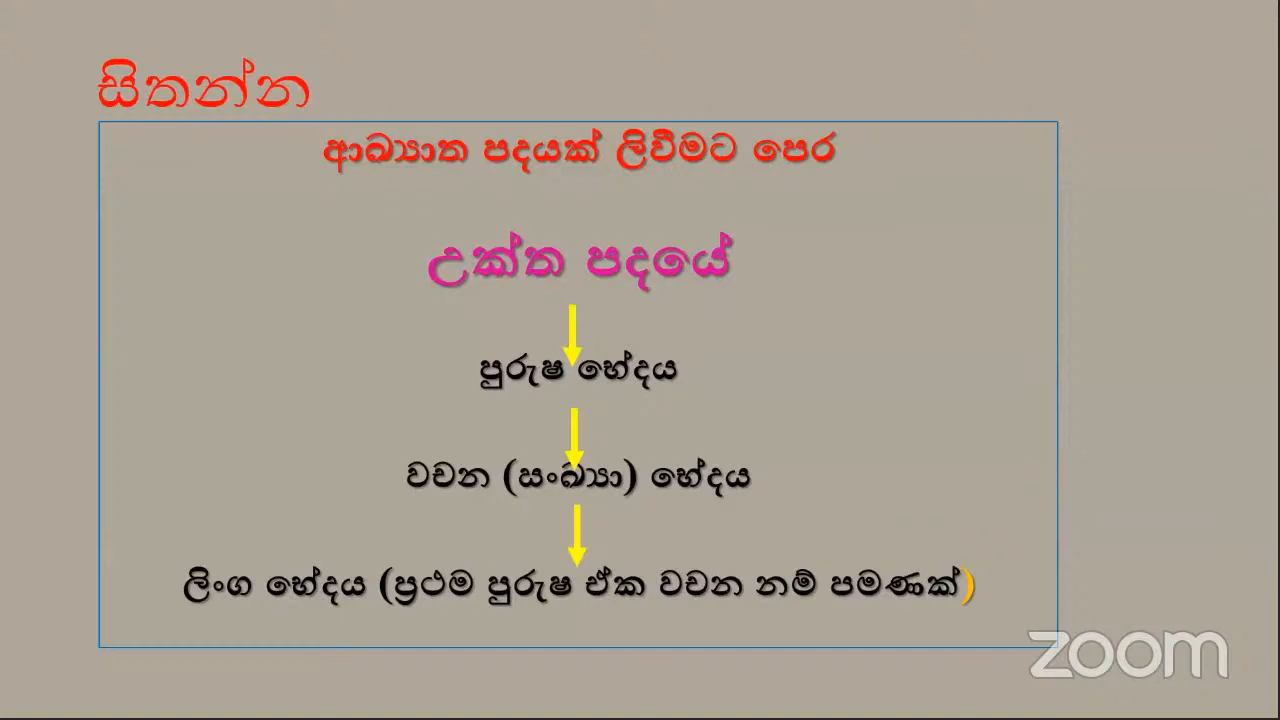 සිතන්න
ආඛ්‍යාත පදයක් ලිවීමට පෙර
උක්ත පදයේ
පුරුෂ භේදය
වචන (සංඛ්‍යා) භේදය
ලිංග භේදය (ප්‍රථම පුරුෂ ඒක වචන නම් පමණක්)
zoom